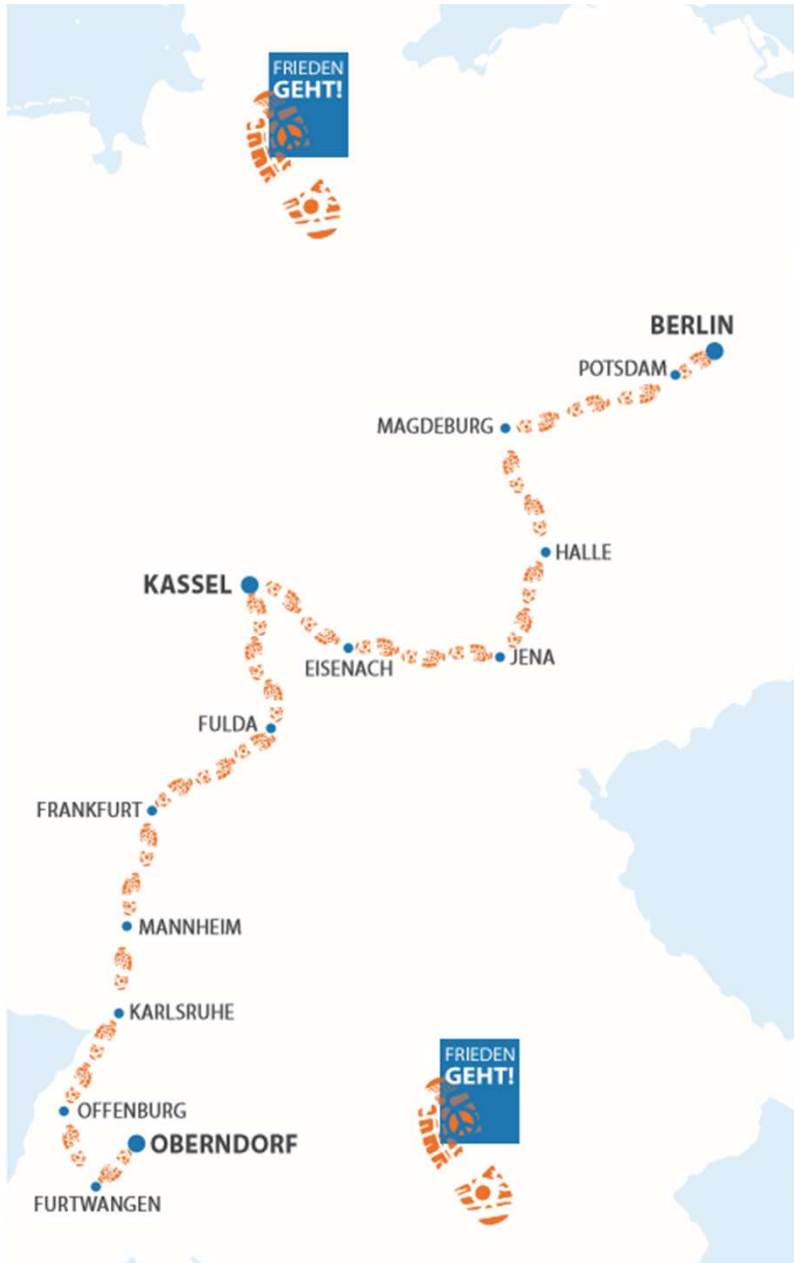 FRIEDEN
GEHT!
BERLIN
POTSDAM
MAGDEBURG
HALLE
KASSEL
EISENACH
JENA
FULDA
FRANKFURT
MANNHEIM
KARLSRUHE
FRIEDEN
GEHT!
OFFENBURG
OBERNDORF
FURTWANGEN